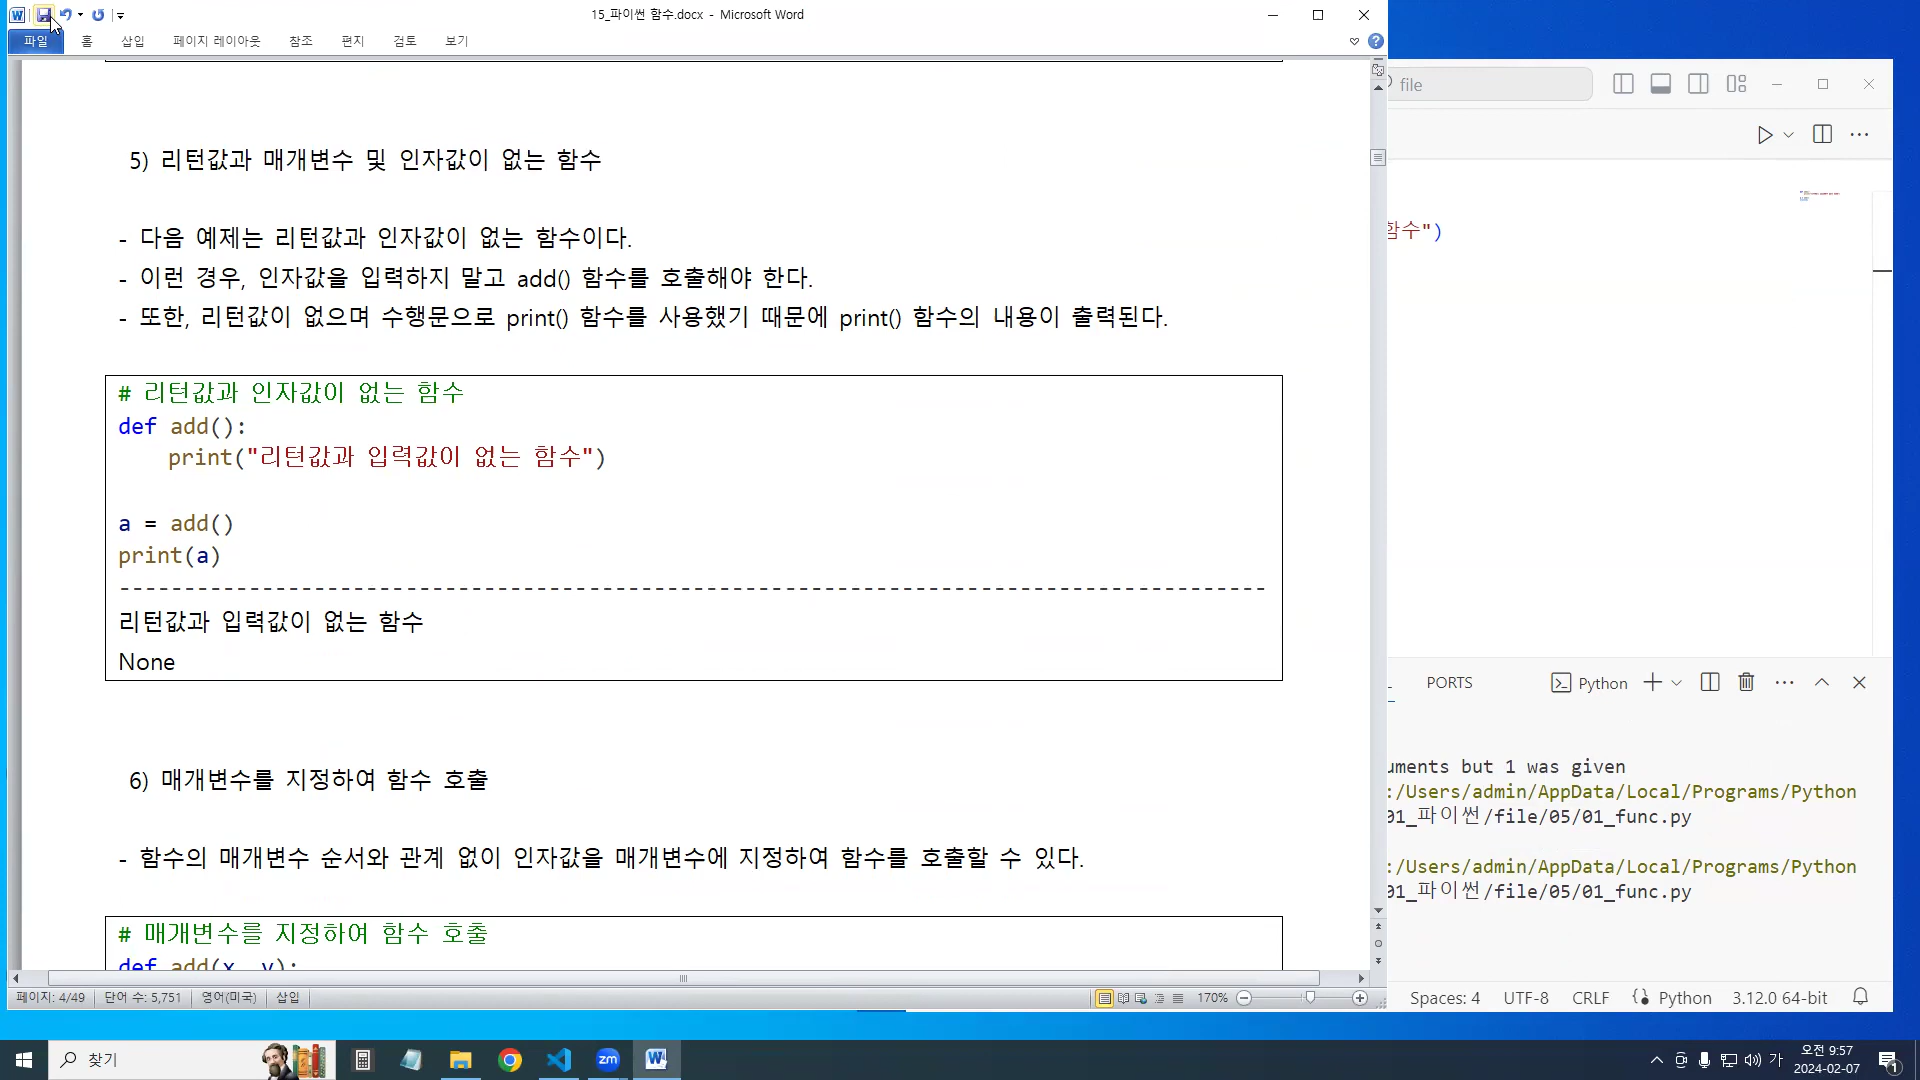 15_파이썬 함수.docx - Microsoft Word
파일 홈 삽입 페이지 레이아웃 참조 편지 검토 보기
5) 리턴값과 매개변수 및 인자값이 없는 함수
- 다음 예제는 리턴값과 인자값이 없는 함수이다.
- 이런 경우, 인자값을 입력하지 말고 add() 함수를 호출해야 한다.
- 또한, 리턴값이 없으며 수행문으로 print() 함수를 사용했기 때문에 print() 함수의 내용이 출력된다.
# 리턴값과 인자값이 없는 함수
def add():
print("리턴값과 입력값이 없는 함수")
a = add()
print(a)
--------------------------------------------------------------------------------
리턴값과 입력값이 없는 함수
None
6) 매개변수를 지정하여 함수 호출
- 함수의 매개변수 순서와 관계 없이 인자값을 매개변수에 지정하여 함수를 호출할 수 있다.
# 매개변수를 지정하여 함수 호출
def add(x, y):
페이지: 4/49 단어 수: 5,751 영어(미국) 삽입 170%
file
함수")
PORTS
Python
uments but 1 was given
:/Users/admin/AppData/Local/Programs/Python
01_파이썬/file/05/01_func.py
:/Users/admin/AppData/Local/Programs/Python
01_파이썬/file/05/01_func.py
Spaces: 4 UTF-8 CRLF Python 3.12.0 64-bit
찾기
zm
가
오전 9:57
2024-02-07
1